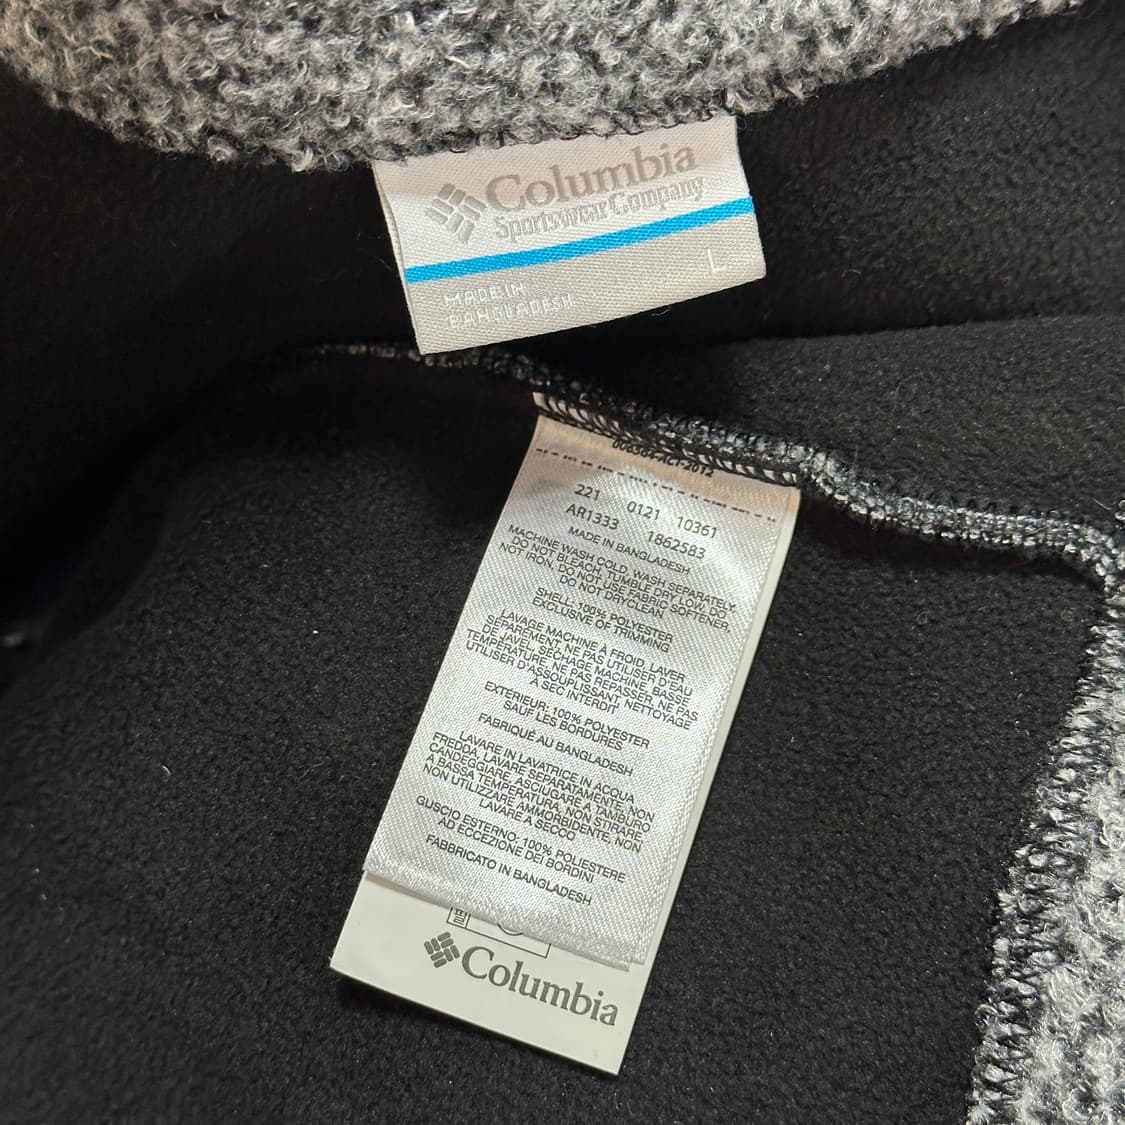 Columbia
Sportswear Company
L
MADE IN
BANGLADESH
221 0121 10361
AR1333 1862583
MADE IN BANGLADESH
MACHINE WASH COLD, WASH SEPARATELY,
DO NOT BLEACH, TUMBLE DRY LOW, DO
NOT IRON, DO NOT USE FABRIC SOFTENER,
DO NOT DRYCLEAN
SHELL: 100% POLYESTER
EXCLUSIVE OF TRIMMING
LAVAGE MACHINE À FROID, LAVER
SÉPAREMENT, NE PAS UTILISER D'EAU
DE JAVEL, SÉCHAGE MACHINE, BASSE
TEMPÉRATURE, NE PAS REPASSER, NE PAS
UTILISER D'ASSOUPLISSANT, NETTOYAGE
À SEC INTERDIT
EXTERIEUR: 100% POLYESTER
SAUF LES BORDURES
FABRIQUÉ AU BANGLADESH
LAVARE IN LAVATRICE IN ACQUA
FREDDA, LAVARE SEPARATAMENTE, NON
CANDEGGIARE, ASCIUGARE A TAMBURO
A BASSA TEMPERATURA, NON STIRARE,
NON UTILIZZARE AMMORBIDENTE, NON
LAVARE A SECCO
GUSCIO ESTERNO: 100% POLIESTERE
AD ECCEZIONE DEI BORDINI
FABBRICATO IN BANGLADESH
Columbia